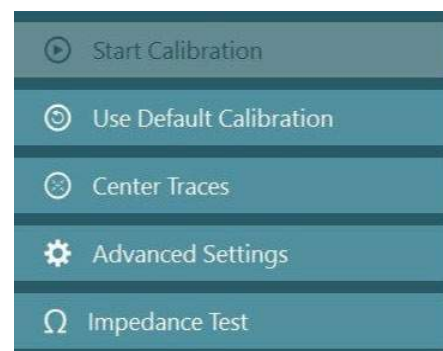 Start Calibration
Use Default Calibration
Center Traces
Advanced Settings
Ω Impedance Test